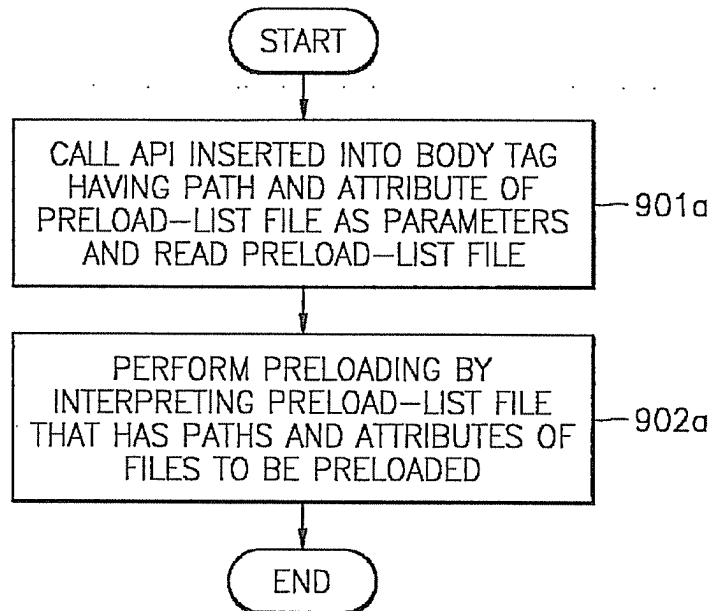 START
CALL API INSERTED INTO BODY TAG
HAVING PATH AND ATTRIBUTE OF
PRELOAD-LIST FILE AS PARAMETERS
AND READ PRELOAD-LIST FILE
901a
PERFORM PRELOADING BY
INTERPRETING PRELOAD-LIST FILE
THAT HAS PATHS AND ATTRIBUTES OF
FILES TO BE PRELOADED
902a
END